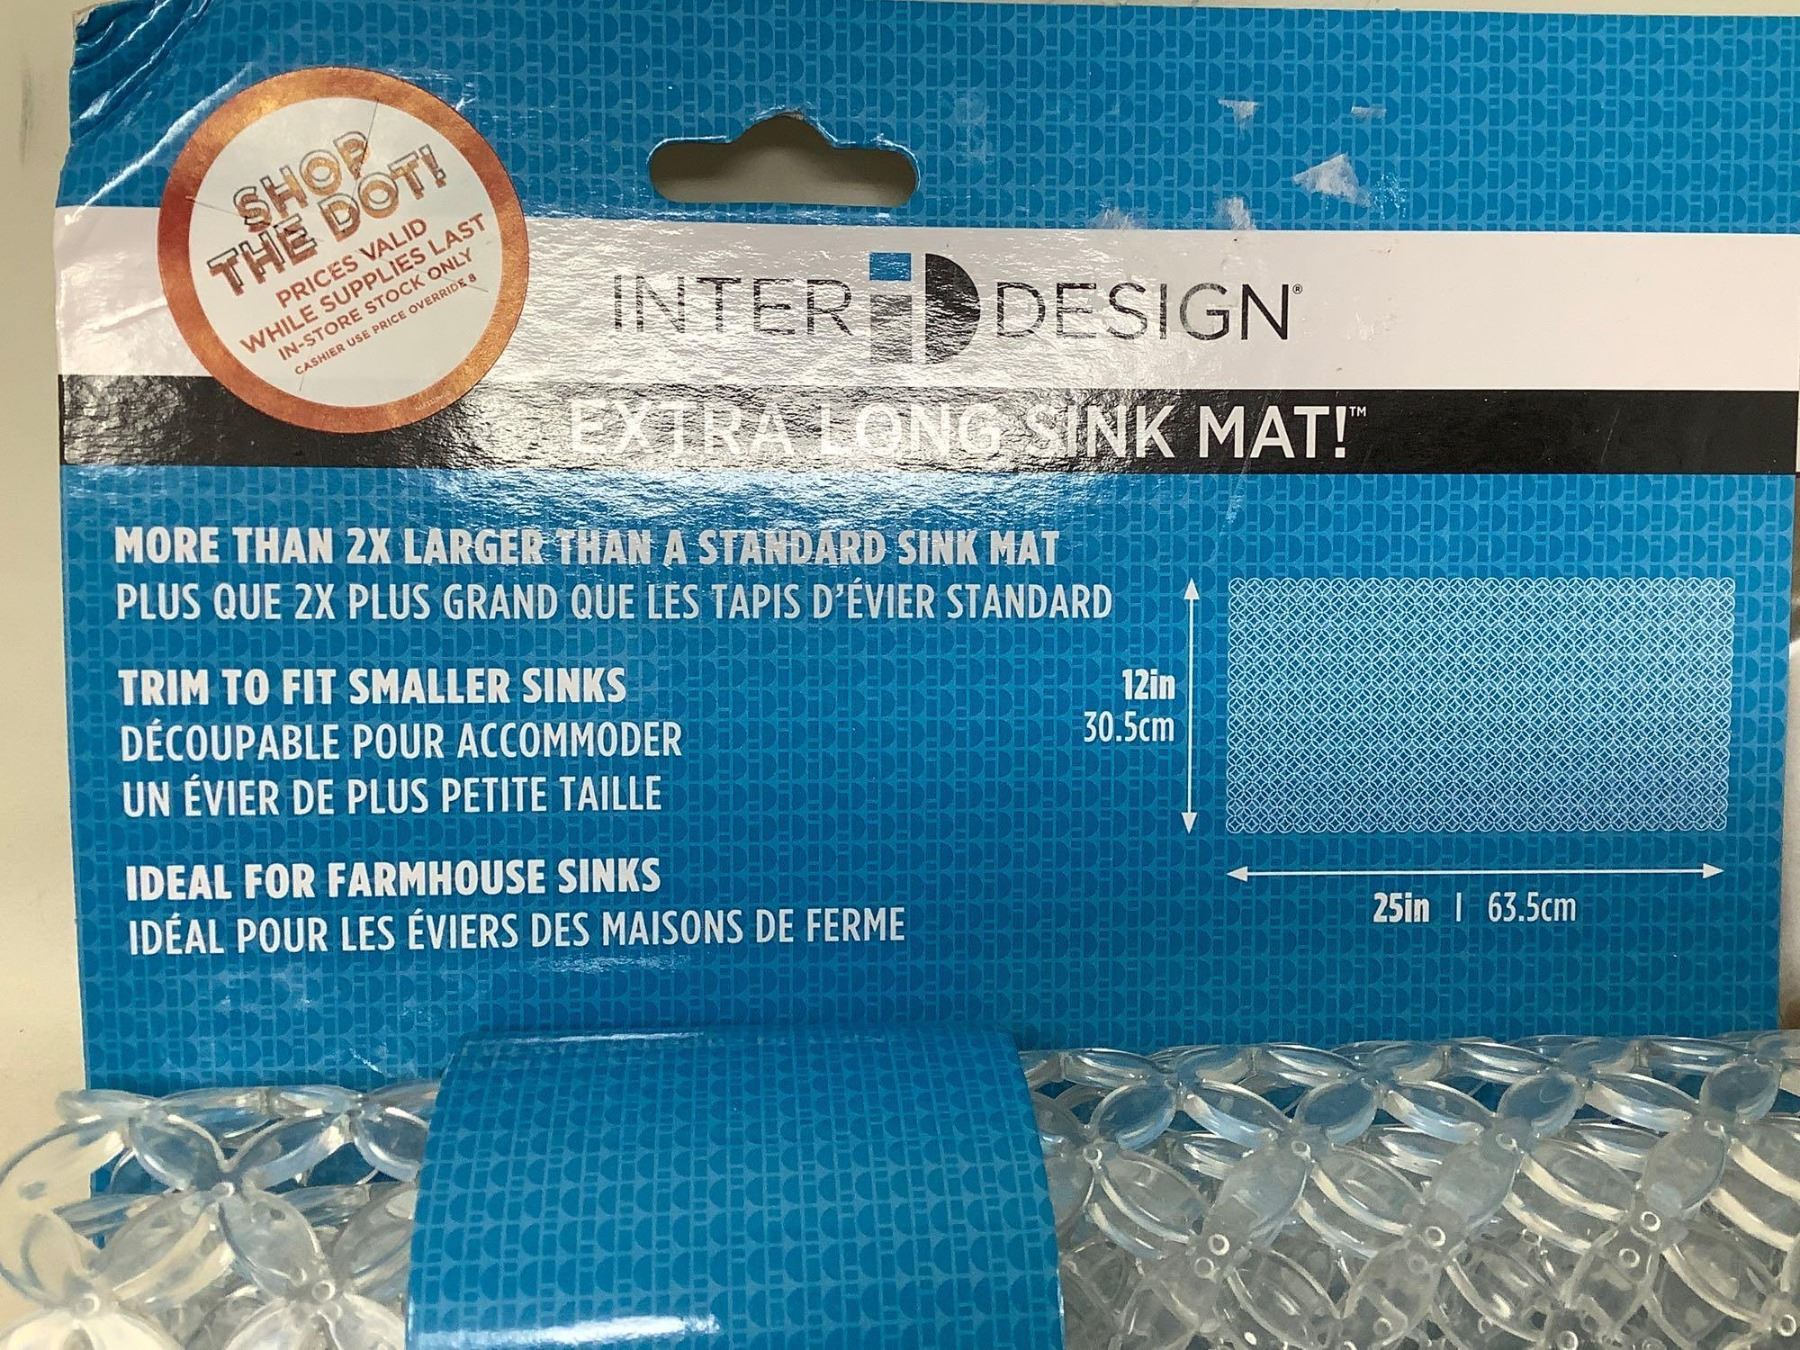 SHOP
THE DOT!
PRICES VALID
WHILE SUPPLIES LAST
IN-STORE STOCK ONLY
CASHIER USE PRICE OVERRIDE 8
INTER iD DESIGN®
EXTRA LONG SINK MAT!™
MORE THAN 2X LARGER THAN A STANDARD SINK MAT
PLUS QUE 2X PLUS GRAND QUE LES TAPIS D'ÉVIER STANDARD
TRIM TO FIT SMALLER SINKS
DÉCOUPABLE POUR ACCOMMODER
UN ÉVIER DE PLUS PETITE TAILLE
IDEAL FOR FARMHOUSE SINKS
IDÉAL POUR LES ÉVIERS DES MAISONS DE FERME
12in
30.5cm
25in | 63.5cm